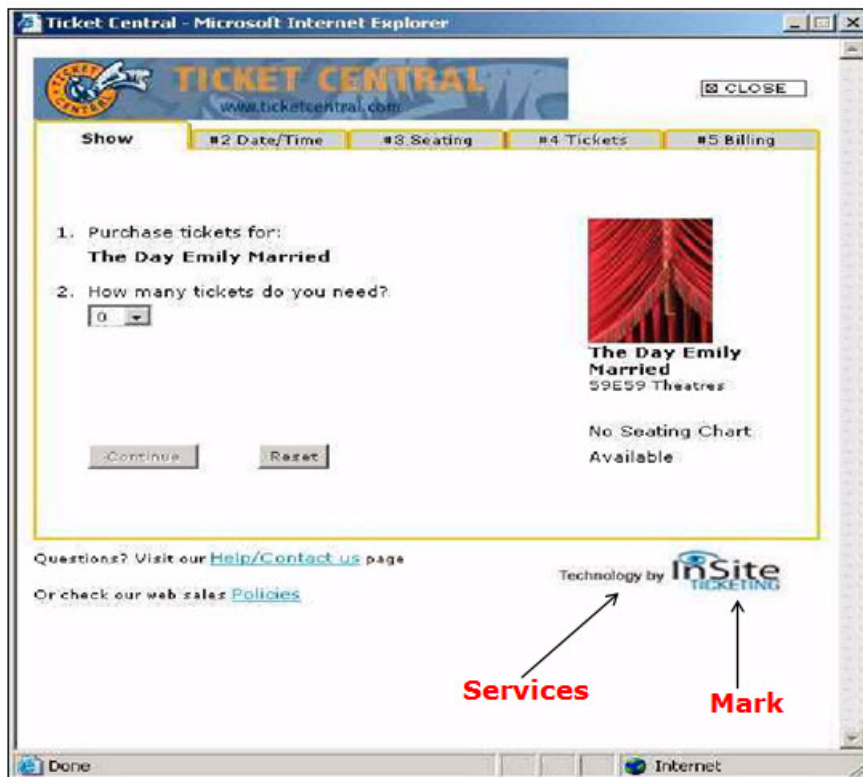 Ticket Central - Microsoft Internet Explorer
TICKET CENTRAL
TICKET CENTRAL
www.ticketcentral.com
CLOSE
Show
#2 Date/Time
#3 Seating
#4 Tickets
#5 Billing
1. Purchase tickets for:
The Day Emily Married
2. How many tickets do you need?
0
The Day Emily
Married
59E59 Theatres
No Seating Chart
Available
Continue
Reset
Questions? Visit our Help/Contact us page
Technology by InSite
TICKETING
Or check our web sales Policies
Services
Mark
Done
Internet